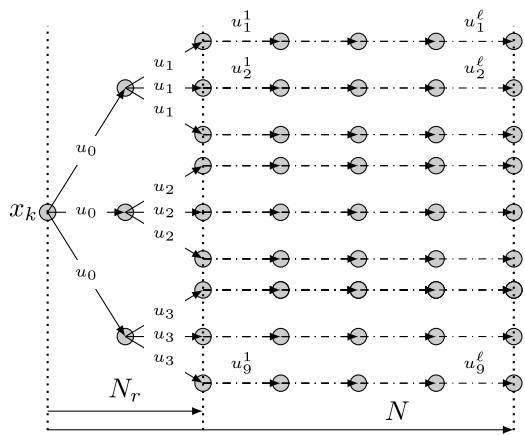 u_1^1 u_1^ℓ
u_1 u_2^1 u_2^ℓ
u_1
u_1
u_0
u_2
x_k u_0 u_2
u_2
u_0
u_3
u_3
u_3 u_9^1 u_9^ℓ
N_r
N